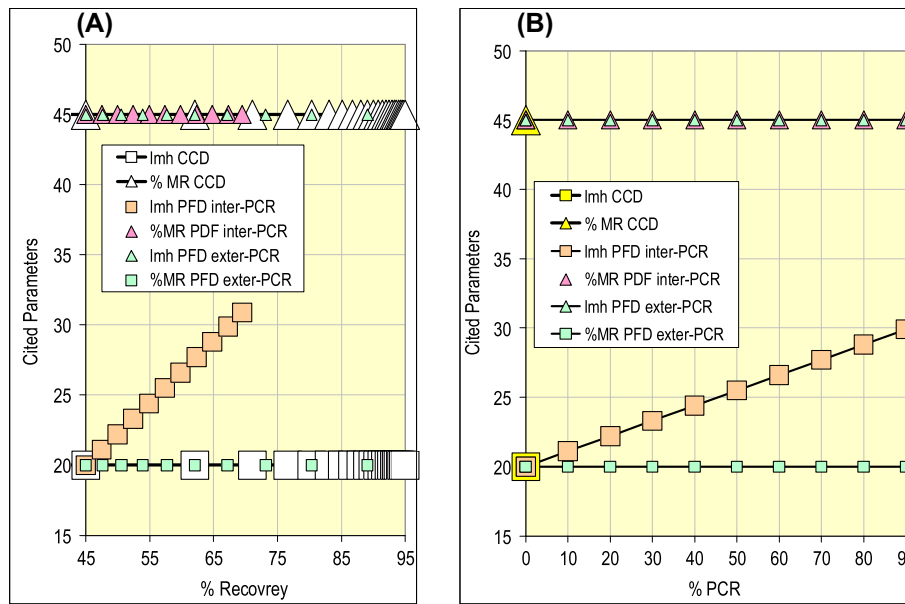 (A)
50
45
40
35
30
25
20
15
Cited Parameters
lmh CCD
% MR CCD
lmh PFD inter-PCR
%MR PDF inter-PCR
lmh PFD exter-PCR
%MR PFD exter-PCR
45 55 65 75 85 95
% Recovrey
(B)
50
45
40
35
30
25
20
15
Cited Parameters
lmh CCD
% MR CCD
lmh PFD inter-PCR
%MR PDF inter-PCR
lmh PFD exter-PCR
%MR PFD exter-PCR
0 10 20 30 40 50 60 70 80
% PCR